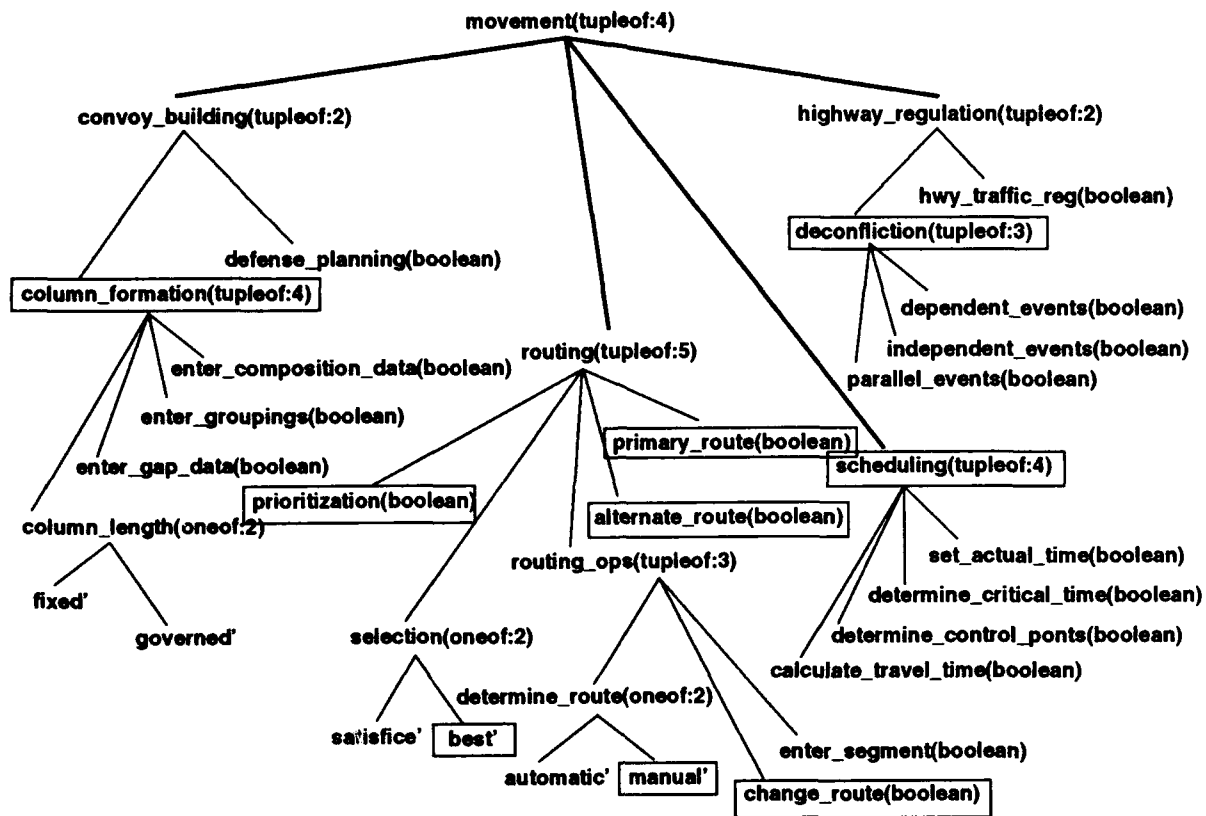 movement(tupleof:4)
convoy_building(tupleof:2)
highway_regulation(tupleof:2)
hwy_traffic_reg(boolean)
deconfliction(tupleof:3)
defense_planning(boolean)
column_formation(tupleof:4)
dependent_events(boolean)
independent_events(boolean)
parallel_events(boolean)
routing(tupleof:5)
enter_composition_data(boolean)
enter_groupings(boolean)
primary_route(boolean)
enter_gap_data(boolean)
scheduling(tupleof:4)
prioritization(boolean)
alternate_route(boolean)
column_length(oneof:2)
routing_ops(tupleof:3)
set_actual_time(boolean)
determine_critical_time(boolean)
fixed'
governed'
selection(oneof:2)
determine_control_ponts(boolean)
calculate_travel_time(boolean)
determine_route(oneof:2)
satisfice'
best'
enter_segment(boolean)
automatic'
manual'
change_route(boolean)